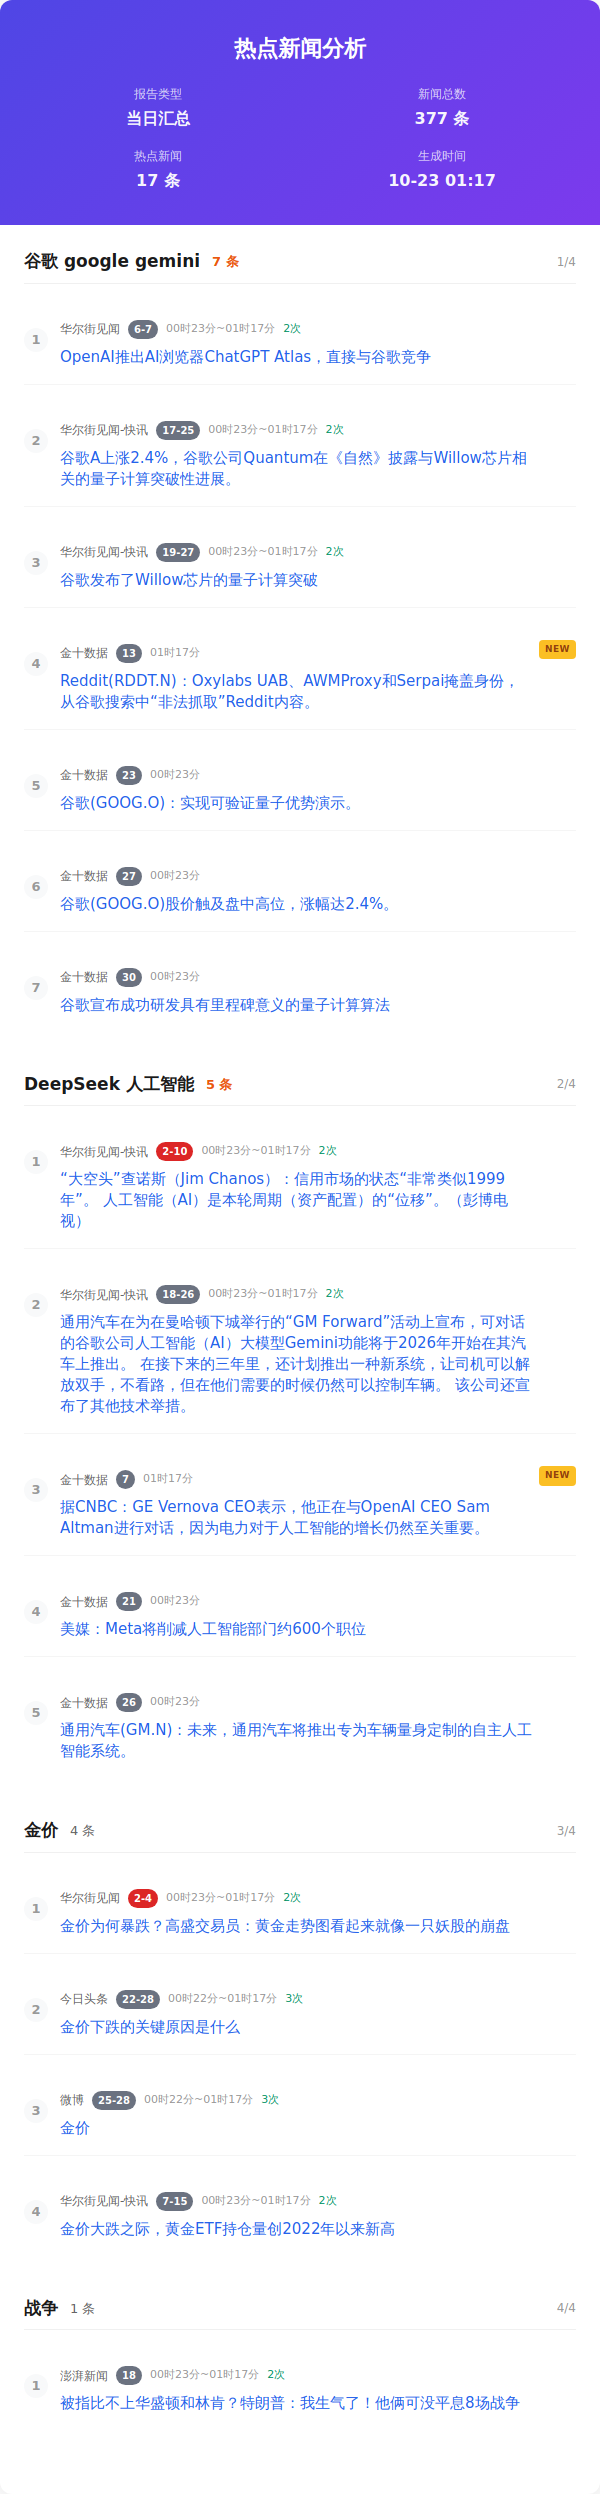 热点新闻分析
报告类型
新闻总数
当日汇总
377 条
热点新闻
生成时间
17 条
10-23 01:17
谷歌 google gemini 7 条 1/4
1 华尔街见闻 6-7 00时23分~01时17分 2次
OpenAI推出AI浏览器ChatGPT Atlas，直接与谷歌竞争
2 华尔街见闻-快讯 17-25 00时23分~01时17分 2次
谷歌A上涨2.4%，谷歌公司Quantum在《自然》披露与Willow芯片相
关的量子计算突破性进展。
3 华尔街见闻-快讯 19-27 00时23分~01时17分 2次
谷歌发布了Willow芯片的量子计算突破
4 金十数据 13 01时17分 NEW
Reddit(RDDT.N)：Oxylabs UAB、AWMProxy和Serpai掩盖身份，
从谷歌搜索中“非法抓取”Reddit内容。
5 金十数据 23 00时23分
谷歌(GOOG.O)：实现可验证量子优势演示。
6 金十数据 27 00时23分
谷歌(GOOG.O)股价触及盘中高位，涨幅达2.4%。
7 金十数据 30 00时23分
谷歌宣布成功研发具有里程碑意义的量子计算算法
DeepSeek 人工智能 5 条 2/4
1 华尔街见闻-快讯 2-10 00时23分~01时17分 2次
“大空头”查诺斯（Jim Chanos）：信用市场的状态“非常类似1999
年”。 人工智能（AI）是本轮周期（资产配置）的“位移”。（彭博电
视）
2 华尔街见闻-快讯 18-26 00时23分~01时17分 2次
通用汽车在为在曼哈顿下城举行的“GM Forward”活动上宣布，可对话
的谷歌公司人工智能（AI）大模型Gemini功能将于2026年开始在其汽
车上推出。 在接下来的三年里，还计划推出一种新系统，让司机可以解
放双手，不看路，但在他们需要的时候仍然可以控制车辆。 该公司还宣
布了其他技术举措。
3 金十数据 7 01时17分 NEW
据CNBC：GE Vernova CEO表示，他正在与OpenAI CEO Sam
Altman进行对话，因为电力对于人工智能的增长仍然至关重要。
4 金十数据 21 00时23分
美媒：Meta将削减人工智能部门约600个职位
5 金十数据 26 00时23分
通用汽车(GM.N)：未来，通用汽车将推出专为车辆量身定制的自主人工
智能系统。
金价 4 条 3/4
1 华尔街见闻 2-4 00时23分~01时17分 2次
金价为何暴跌？高盛交易员：黄金走势图看起来就像一只妖股的崩盘
2 今日头条 22-28 00时22分~01时17分 3次
金价下跌的关键原因是什么
3 微博 25-28 00时22分~01时17分 3次
金价
4 华尔街见闻-快讯 7-15 00时23分~01时17分 2次
金价大跌之际，黄金ETF持仓量创2022年以来新高
战争 1 条 4/4
1 澎湃新闻 18 00时23分~01时17分 2次
被指比不上华盛顿和林肯？特朗普：我生气了！他俩可没平息8场战争